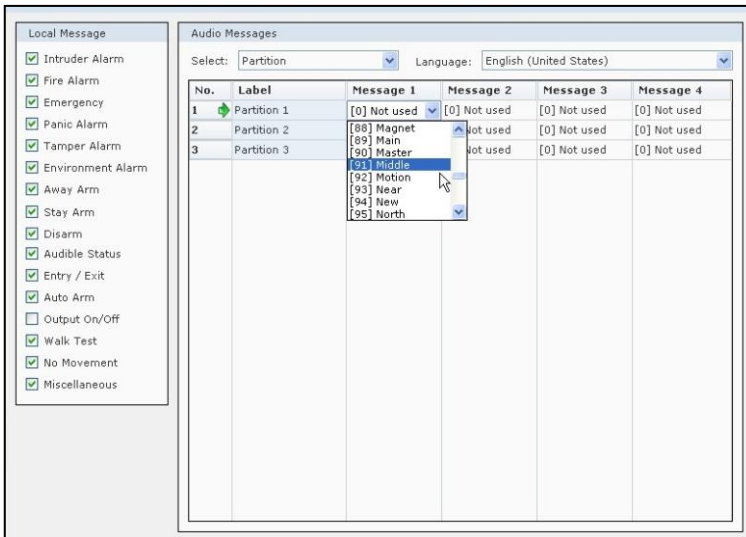 Local Message
Intruder Alarm
Fire Alarm
Emergency
Panic Alarm
Tamper Alarm
Environment Alarm
Away Arm
Stay Arm
Disarm
Audible Status
Entry / Exit
Auto Arm
Output On/Off
Walk Test
No Movement
Miscellaneous
Audio Messages
Select: Partition Language: English (United States)
No. Label Message 1 Message 2 Message 3 Message 4
1 Partition 1 [0] Not used [0] Not used [0] Not used [0] Not used
2 Partition 2 Not used [0] Not used [0] Not used
3 Partition 3 Not used [0] Not used [0] Not used
[88] Magnet
[89] Main
[90] Master
[91] Middle
[92] Motion
[93] Near
[94] New
[95] North